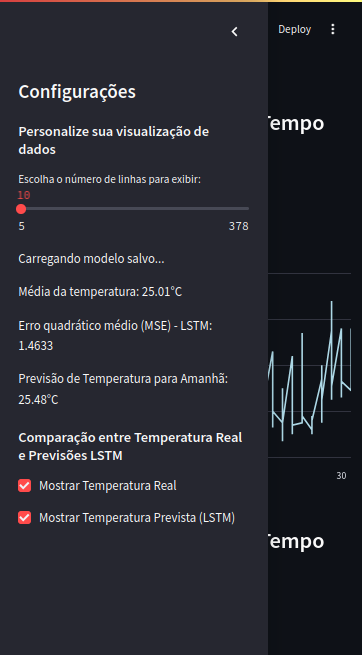 Deploy
Configurações
Personalize sua visualização de
dados
Escolha o número de linhas para exibir:
10
5 378
Carregando modelo salvo...
Média da temperatura: 25.01°C
Erro quadrático médio (MSE) - LSTM:
1.4633
Previsão de Temperatura para Amanhã:
25.48°C
Comparação entre Temperatura Real
e Previsões LSTM
Mostrar Temperatura Real
Mostrar Temperatura Prevista (LSTM)
Tempo
30
Tempo